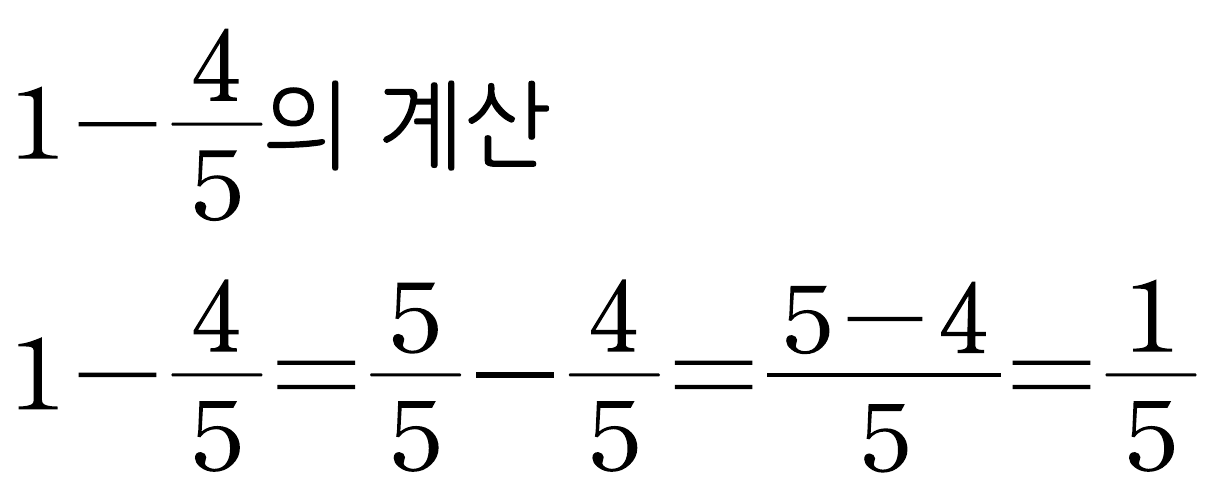 1 − 4/5의 계산
1 − 4/5 = 5/5 − 4/5 = (5−4)/5 = 1/5